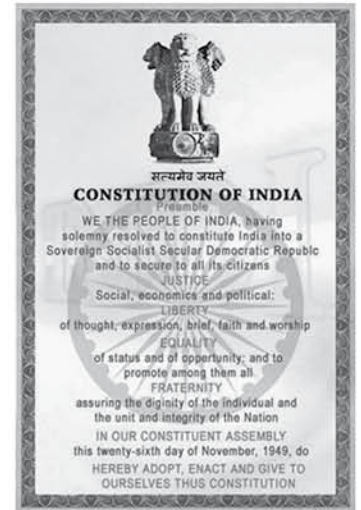 सत्यमेव जयते
CONSTITUTION OF INDIA
Preamble
WE THE PEOPLE OF INDIA, having
solemny resolved to constitute India into a
Sovereign Socialist Secular Democratic Republc
and to secure to all its citizens
JUSTICE
Social, economics and political:
LIBERTY
of thought, expression, brief, faith and worship
EQUALITY
of status and of opportunity; and to
promote among them all
FRATERNITY
assuring the diginity of the individual and
the unit and integrity of the Nation
IN OUR CONSTITUENT ASSEMBLY
this twenty-sixth day of November, 1949, do
HEREBY ADOPT, ENACT AND GIVE TO
OURSELVES THUS CONSTITUTION